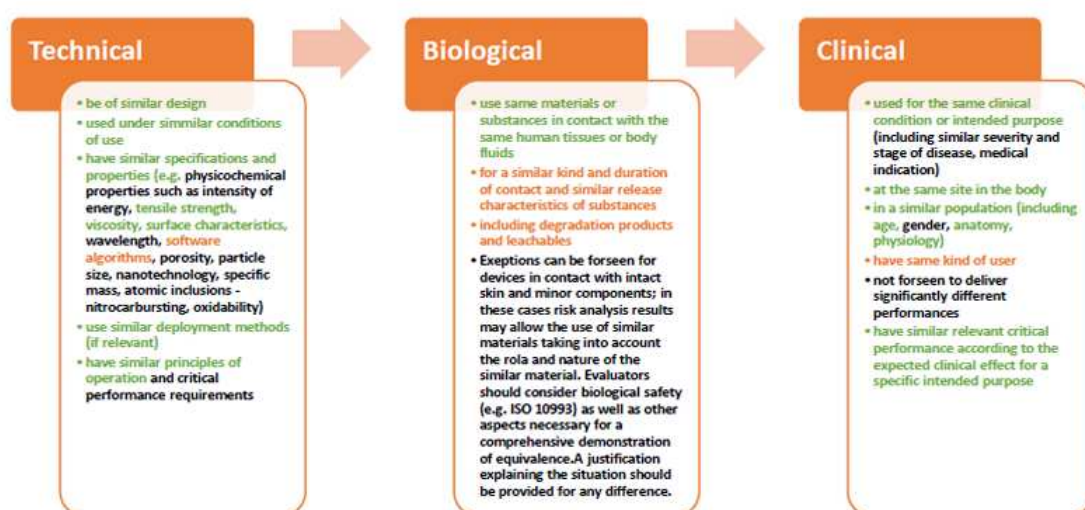 Technical
• be of similar design
• used under simmilar conditions
of use
• have similar specifications and
properties (e.g. physicochemical
properties such as intensity of
energy, tensile strength,
viscosity, surface characteristics,
wavelength, software
algorithms, porosity, particle
size, nanotechnology, specific
mass, atomic inclusions -
nitrocarbursting, oxidability)
• use similar deployment methods
(if relevant)
• have similar principles of
operation and critical
performance requirements
Biological
• use same materials or
substances in contact with the
same human tissues or body
fluids
• for a similar kind and duration
of contact and similar release
characteristics of substances
• including degradation products
and leachables
• Exeptions can be forseen for
devices in contact with intact
skin and minor components; in
these cases risk analysis results
may allow the use of similar
materials taking into account
the rola and nature of the
similar material. Evaluators
should consider biological safety
(e.g. ISO 10993) as well as other
aspects necessary for a
comprehensive demonstration
of equivalence.A justification
explaining the situation should
be provided for any difference.
Clinical
• used for the same clinical
condition or intended purpose
(including similar severity and
stage of disease, medical
indication)
• at the same site in the body
• in a similar population (including
age, gender, anatomy,
physiology)
• have same kind of user
• not forseen to deliver
significantly different
performances
• have similar relevant critical
performance according to the
expected clinical effect for a
specific intended purpose